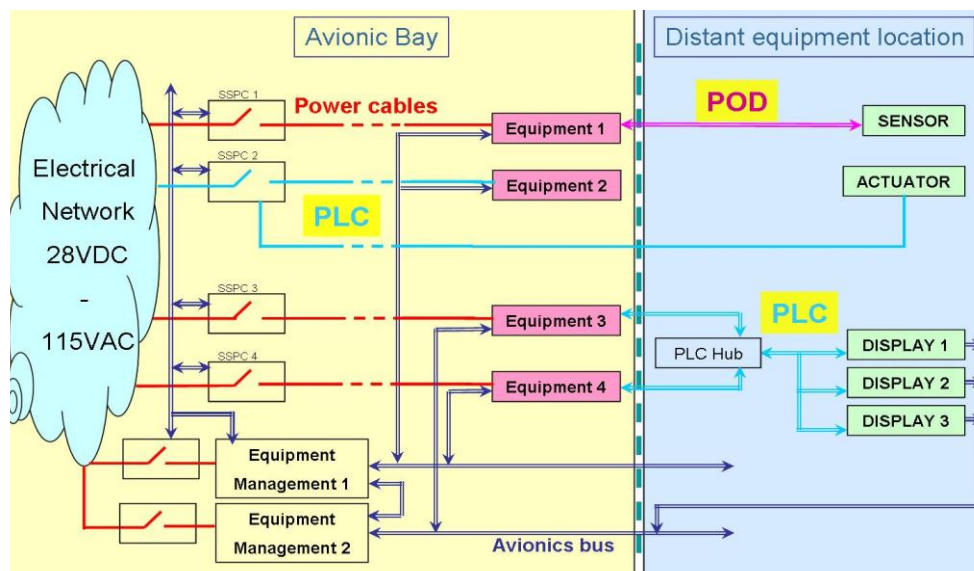 Avionic Bay
Distant equipment location
SSPC 1
Power cables
POD
Equipment 1
SENSOR
SSPC 2
Electrical
Network
28VDC
-
115VAC
Equipment 2
ACTUATOR
PLC
SSPC 3
Equipment 3
PLC
PLC Hub
DISPLAY 1
SSPC 4
Equipment 4
DISPLAY 2
DISPLAY 3
Equipment
Management 1
Equipment
Management 2
Avionics bus